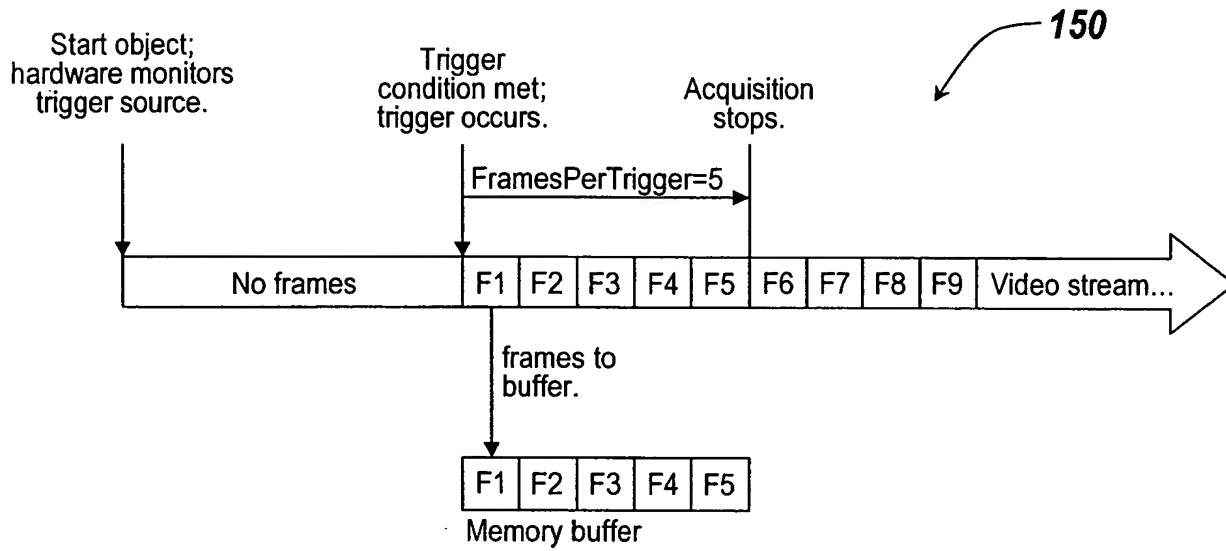 150
Start object;
hardware monitors
trigger source.
Trigger
condition met;
trigger occurs.
Acquisition
stops.
FramesPerTrigger=5
No frames
F1 F2 F3 F4 F5 F6 F7 F8 F9 Video stream...
frames to
buffer.
F1 F2 F3 F4 F5
Memory buffer